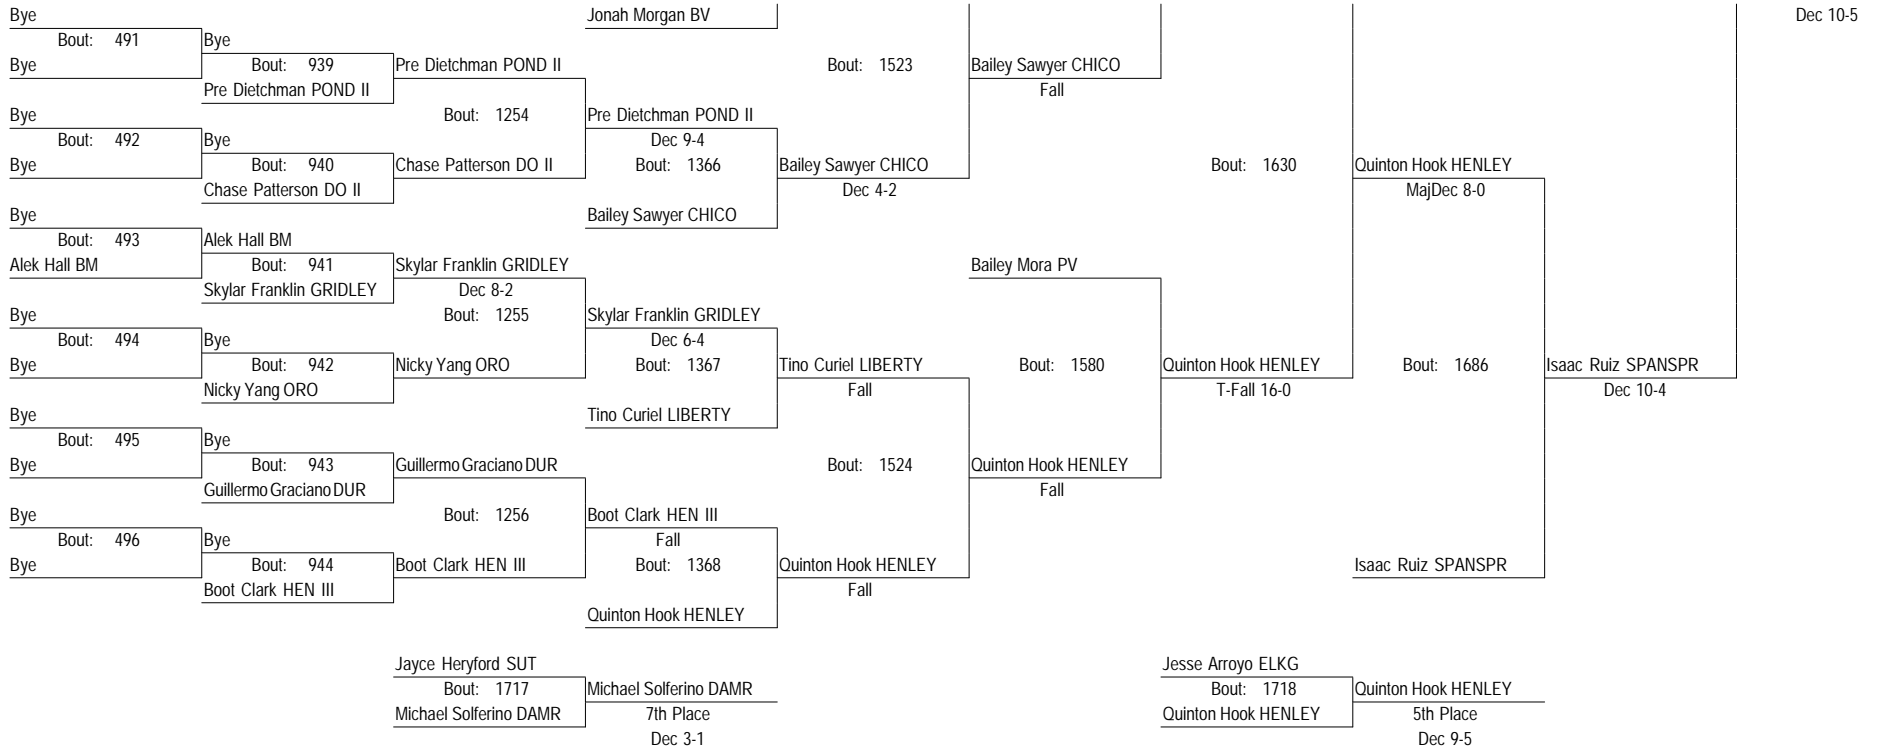 Bye
Bout: 491
Bye
Bye
Bout: 492
Bye
Bye
Bout: 493
Alek Hall BM
Bye
Bout: 494
Bye
Bye
Bout: 495
Bye
Bye
Bout: 496
Bye
Bye
Bout: 939
Pre Dietchman POND II
Bye
Bout: 940
Chase Patterson DO II
Alek Hall BM
Bout: 941
Skylar Franklin GRIDLEY
Bye
Bout: 942
Nicky Yang ORO
Bye
Bout: 943
Guillermo Graciano DUR
Bye
Bout: 944
Boot Clark HEN III
Pre Dietchman POND II
Bout: 1254
Chase Patterson DO II
Skylar Franklin GRIDLEY
Dec 8-2
Bout: 1255
Nicky Yang ORO
Guillermo Graciano DUR
Bout: 1256
Boot Clark HEN III
Jonah Morgan BV
Pre Dietchman POND II
Dec 9-4
Bout: 1366
Bailey Sawyer CHICO
Skylar Franklin GRIDLEY
Dec 6-4
Bout: 1367
Tino Curiel LIBERTY
Boot Clark HEN III
Fall
Bout: 1368
Quinton Hook HENLEY
Bout: 1523
Bailey Sawyer CHICO
Dec 4-2
Tino Curiel LIBERTY
Fall
Bout: 1524
Quinton Hook HENLEY
Fall
Bailey Sawyer CHICO
Fall
Bailey Mora PV
Bout: 1580
Quinton Hook HENLEY
Fall
Bout: 1630
Quinton Hook HENLEY
T-Fall 16-0
Quinton Hook HENLEY
MajDec 8-0
Bout: 1686
Isaac Ruiz SPANSPR
Isaac Ruiz SPANSPR
Dec 10-4
Dec 10-5
Jayce Heryford SUT
Bout: 1717
Michael Solferino DAMR
Michael Solferino DAMR
7th Place
Dec 3-1
Jesse Arroyo ELKG
Bout: 1718
Quinton Hook HENLEY
Quinton Hook HENLEY
5th Place
Dec 9-5